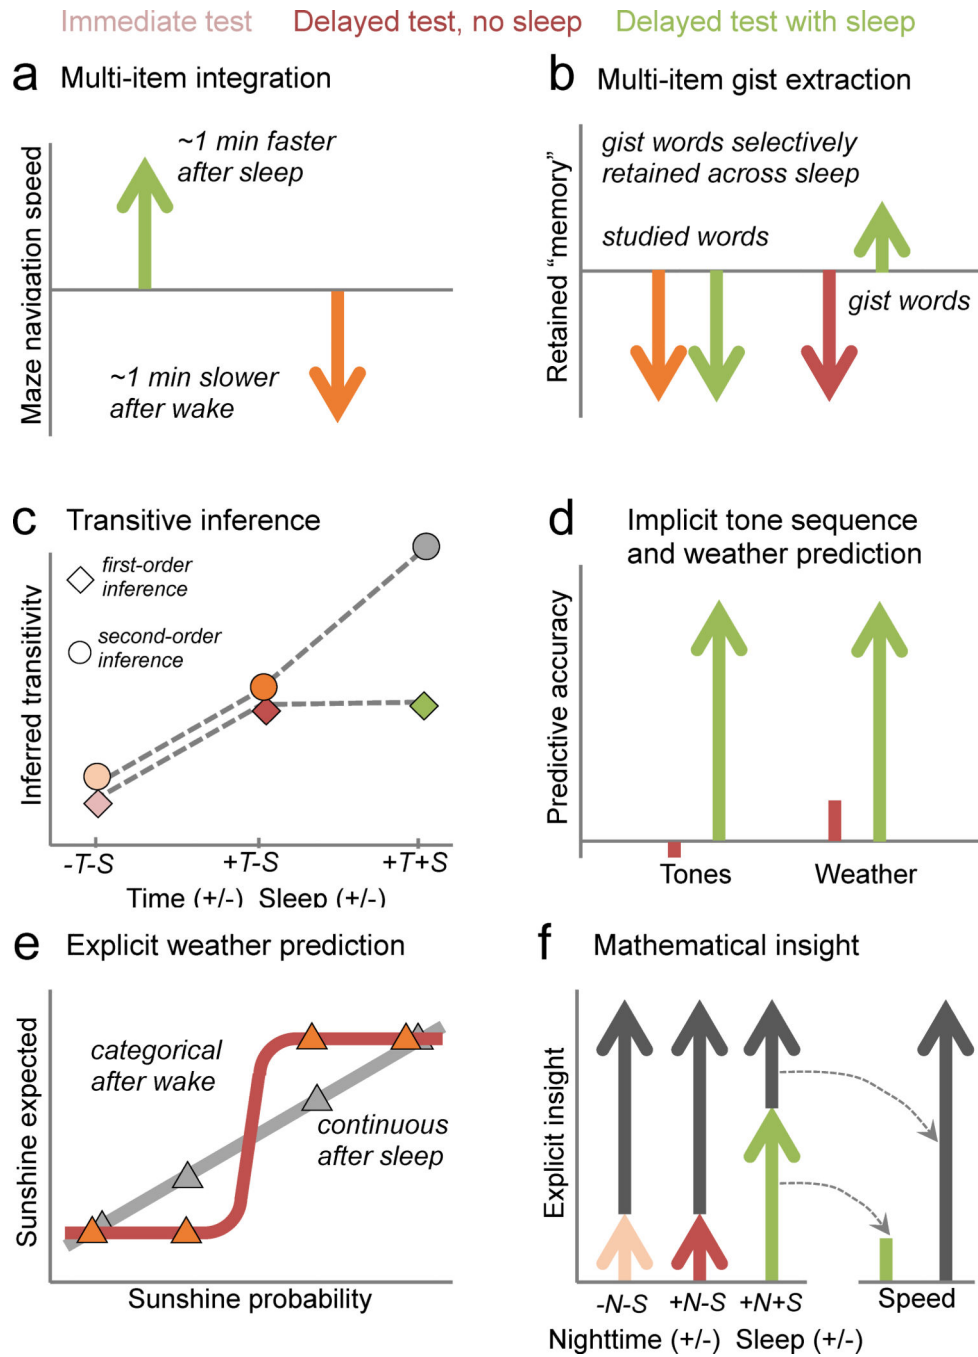 Immediate test Delayed test, no sleep Delayed test with sleep
a Multi-item integration
Maze navigation speed
~1 min faster
after sleep
~1 min slower
after wake
b Multi-item gist extraction
Retained “memory”
gist words selectively
retained across sleep
studied words
gist words
c Transitive inference
Inferred transitivity
first-order
inference
second-order
inference
-T-S +T-S +T+S
Time (+/-) Sleep (+/-)
d Implicit tone sequence
and weather prediction
Predictive accuracy
Tones Weather
e Explicit weather prediction
Sunshine expected
categorical
after wake
continuous
after sleep
Sunshine probability
f Mathematical insight
Explicit insight
-N-S +N-S +N+S Speed
Nighttime (+/-) Sleep (+/-)